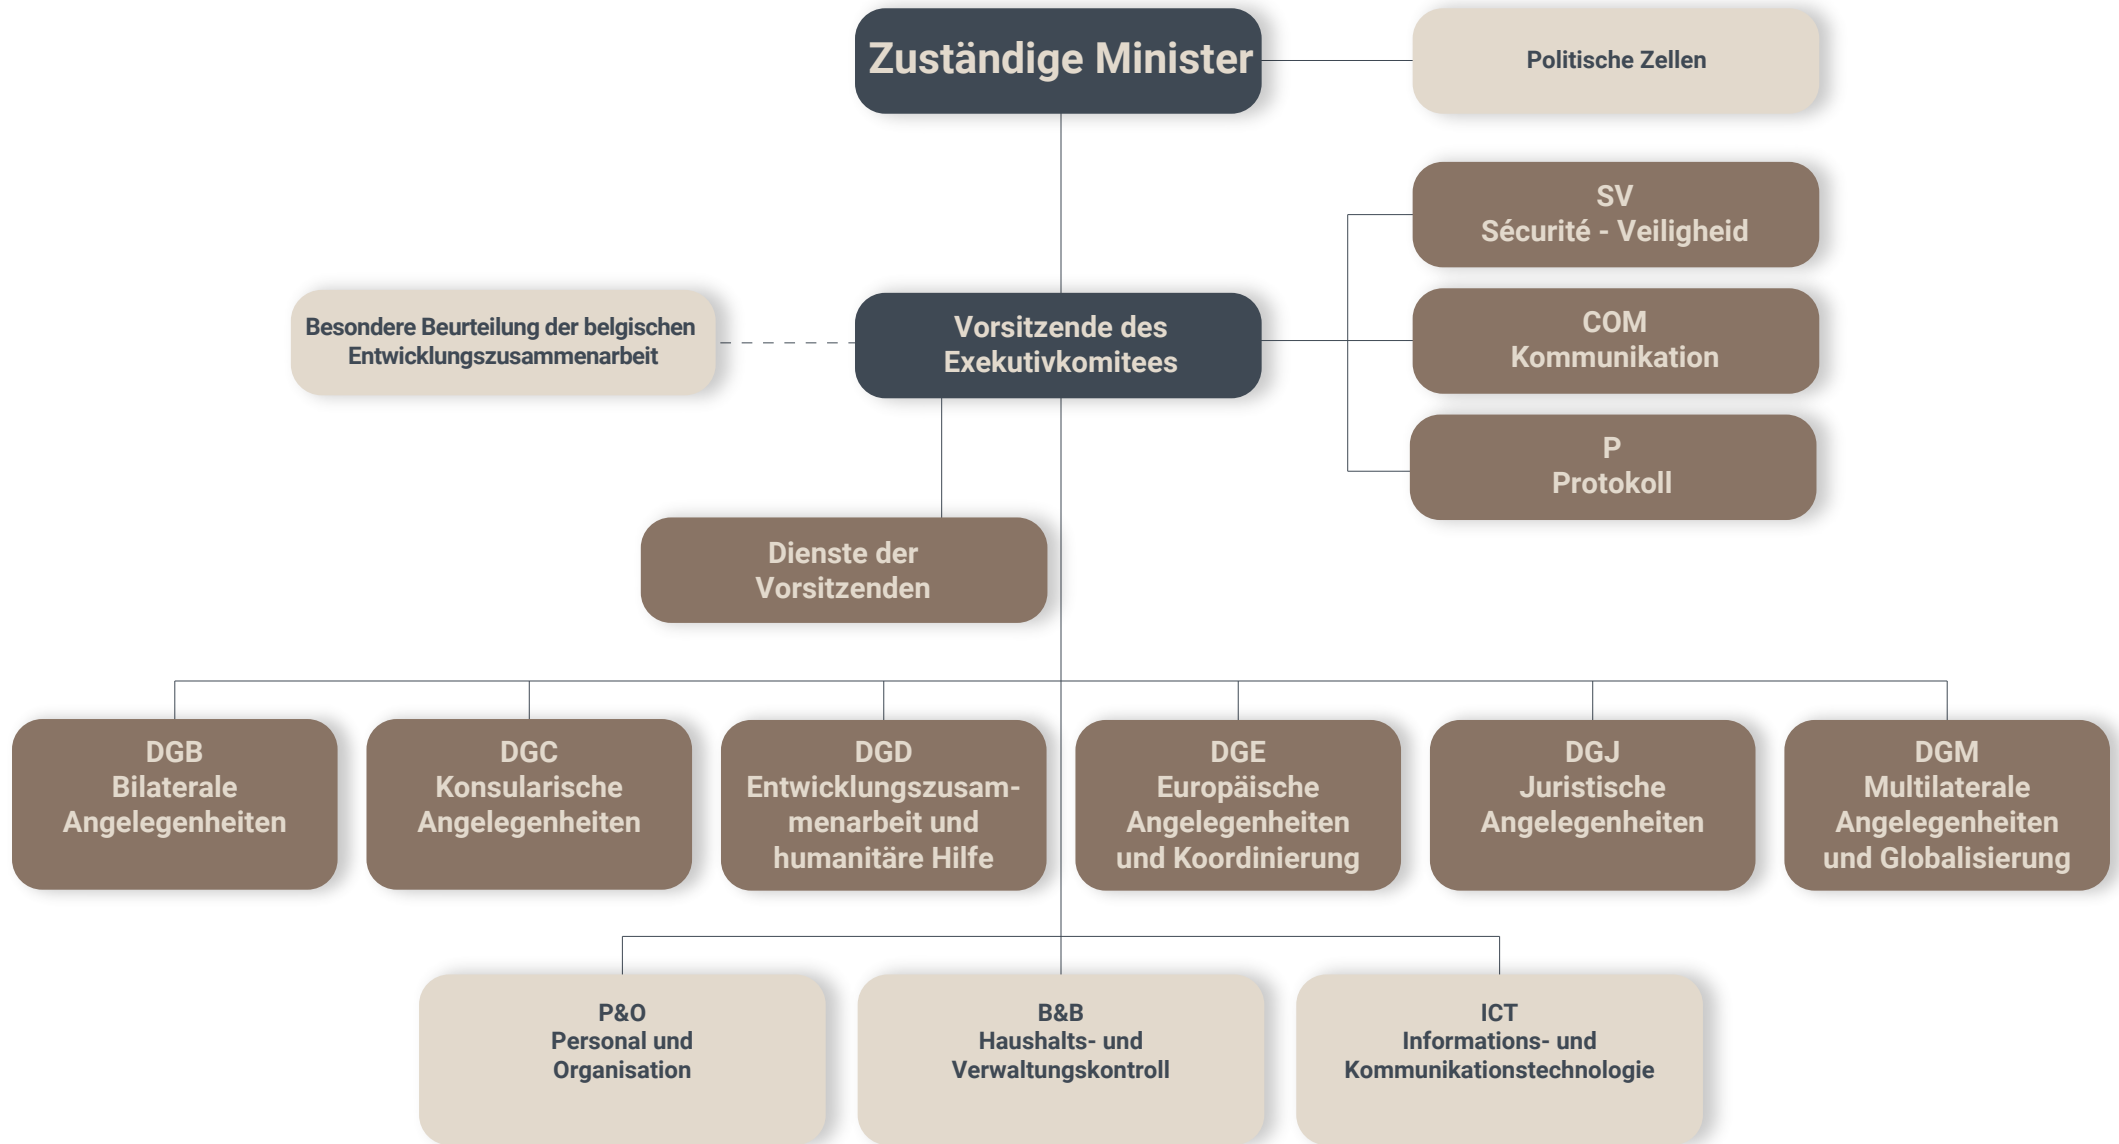 Zuständige Minister
Politische Zellen
SV
Sécurité - Veiligheid
Besondere Beurteilung der belgischen
Entwicklungszusammenarbeit
Vorsitzende des
Exekutivkomitees
COM
Kommunikation
P
Protokoll
Dienste der
Vorsitzenden
DGB
Bilaterale
Angelegenheiten
DGC
Konsularische
Angelegenheiten
DGD
Entwicklungszusam-
menarbeit und
humanitäre Hilfe
DGE
Europäische
Angelegenheiten
und Koordinierung
DGJ
Juristische
Angelegenheiten
DGM
Multilaterale
Angelegenheiten
und Globalisierung
P&O
Personal und
Organisation
B&B
Haushalts- und
Verwaltungskontroll
ICT
Informations- und
Kommunikationstechnologie